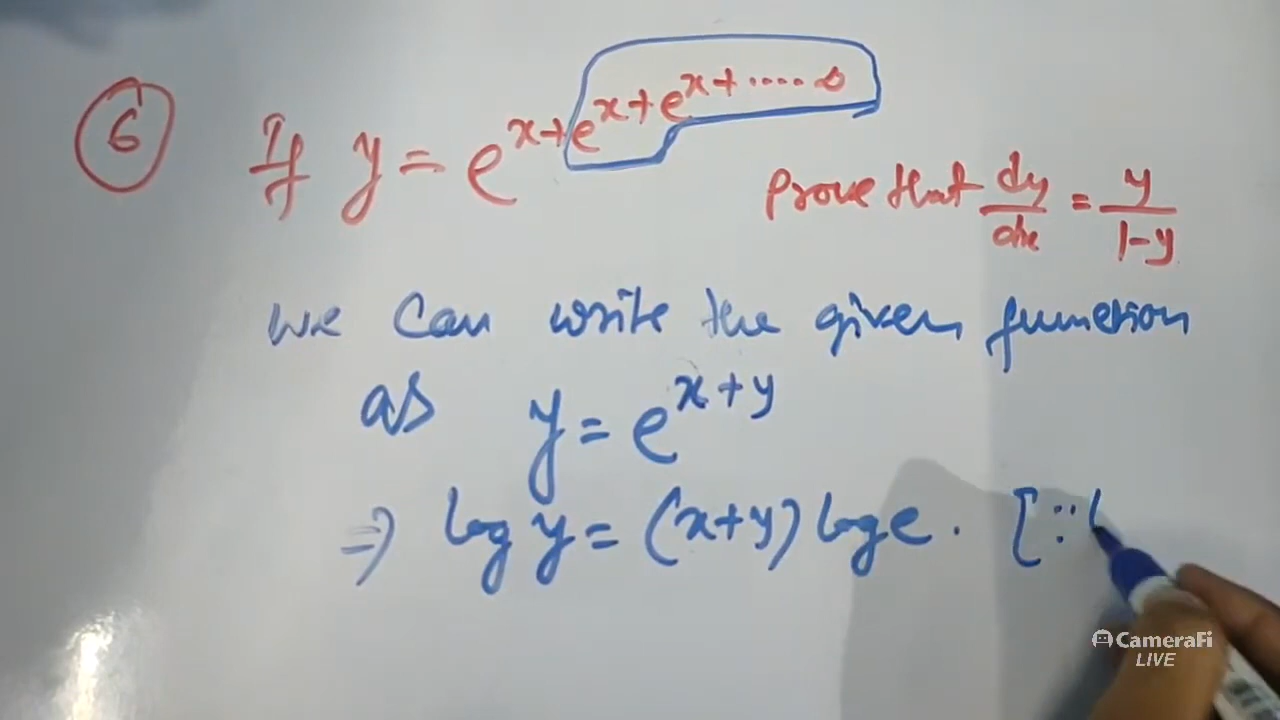 6
If y = e^{x+e^{x+e^{x+.....∞}}}
Prove that dy/dx = y/1-y
we can write the given function
as y = e^{x+y}
⇒ log y = (x+y) log e. [∵ l
CameraFi
LIVE